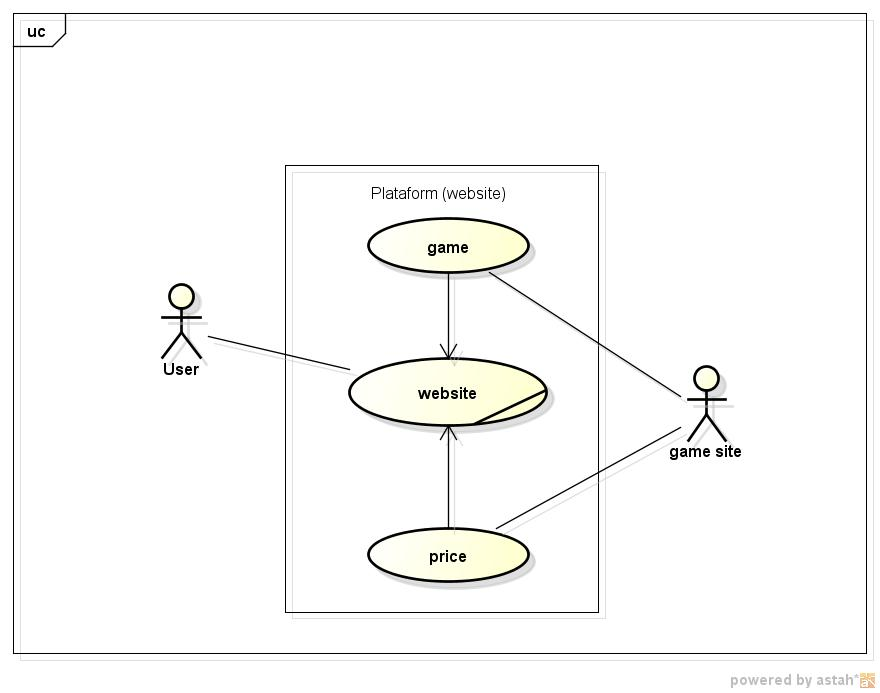 uc
Plataform (website)
game
User
website
game site
price
powered by astah*